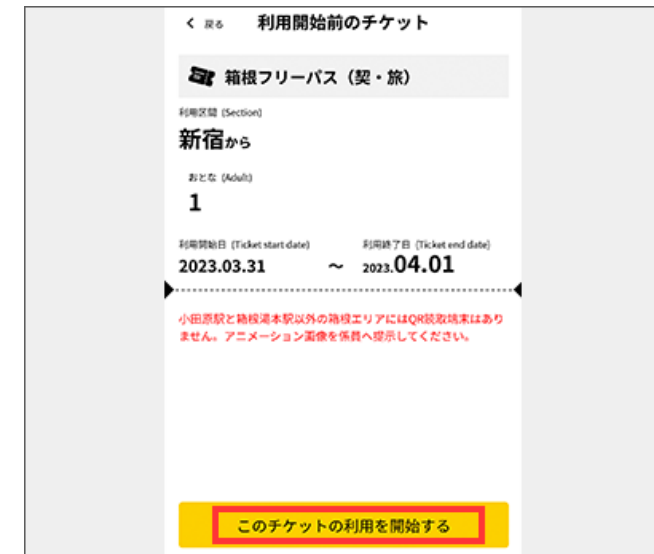 < 戻る 利用開始前のチケット
箱根フリーパス（契・旅）
利用区間 (Section)
新宿から
おとな (Adult)
1
利用開始日 (Ticket start date) 利用終了日 (Ticket end date)
2023.03.31 ～ 2023.04.01
小田原駅と箱根湯本駅以外の箱根エリアにはQR読取端末はあり
ません。アニメーション画像を係員へ提示してください。
このチケットの利用を開始する